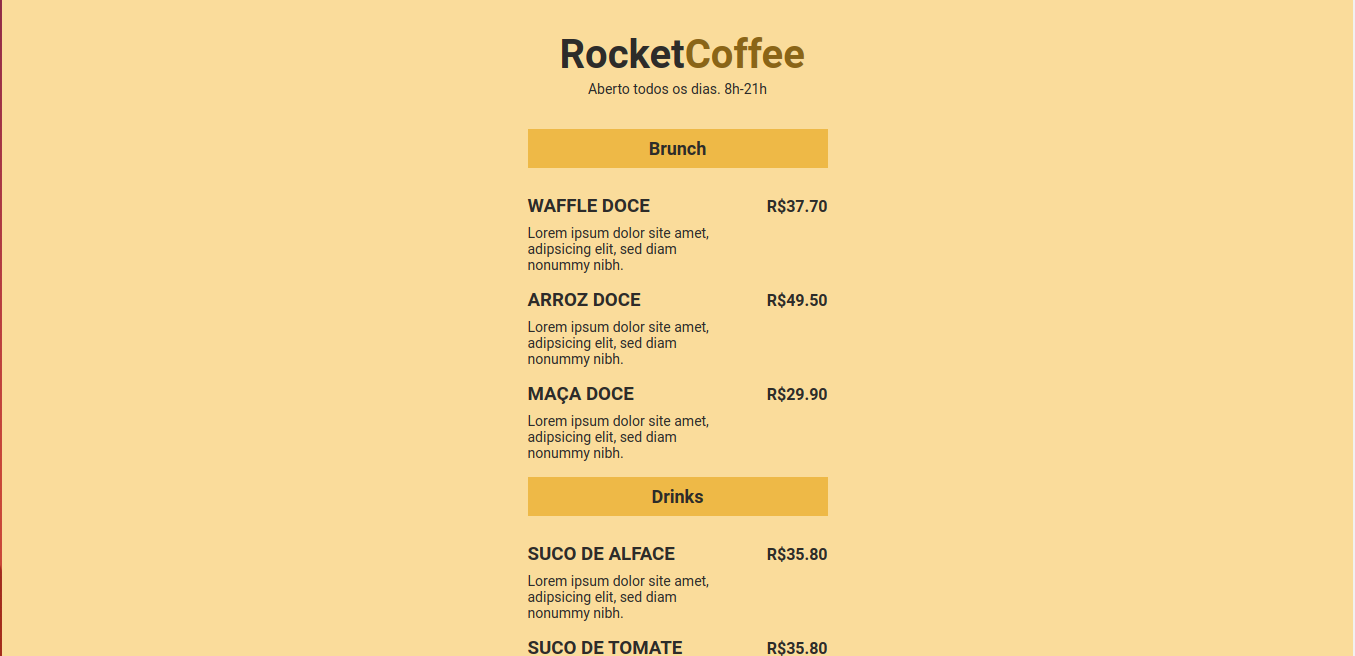 RocketCoffee
Aberto todos os dias. 8h-21h
Brunch
WAFFLE DOCE R$37.70
Lorem ipsum dolor site amet,
adipsicing elit, sed diam
nonummy nibh.
ARROZ DOCE R$49.50
Lorem ipsum dolor site amet,
adipsicing elit, sed diam
nonummy nibh.
MAÇA DOCE R$29.90
Lorem ipsum dolor site amet,
adipsicing elit, sed diam
nonummy nibh.
Drinks
SUCO DE ALFACE R$35.80
Lorem ipsum dolor site amet,
adipsicing elit, sed diam
nonummy nibh.
SUCO DE TOMATE R$35.80